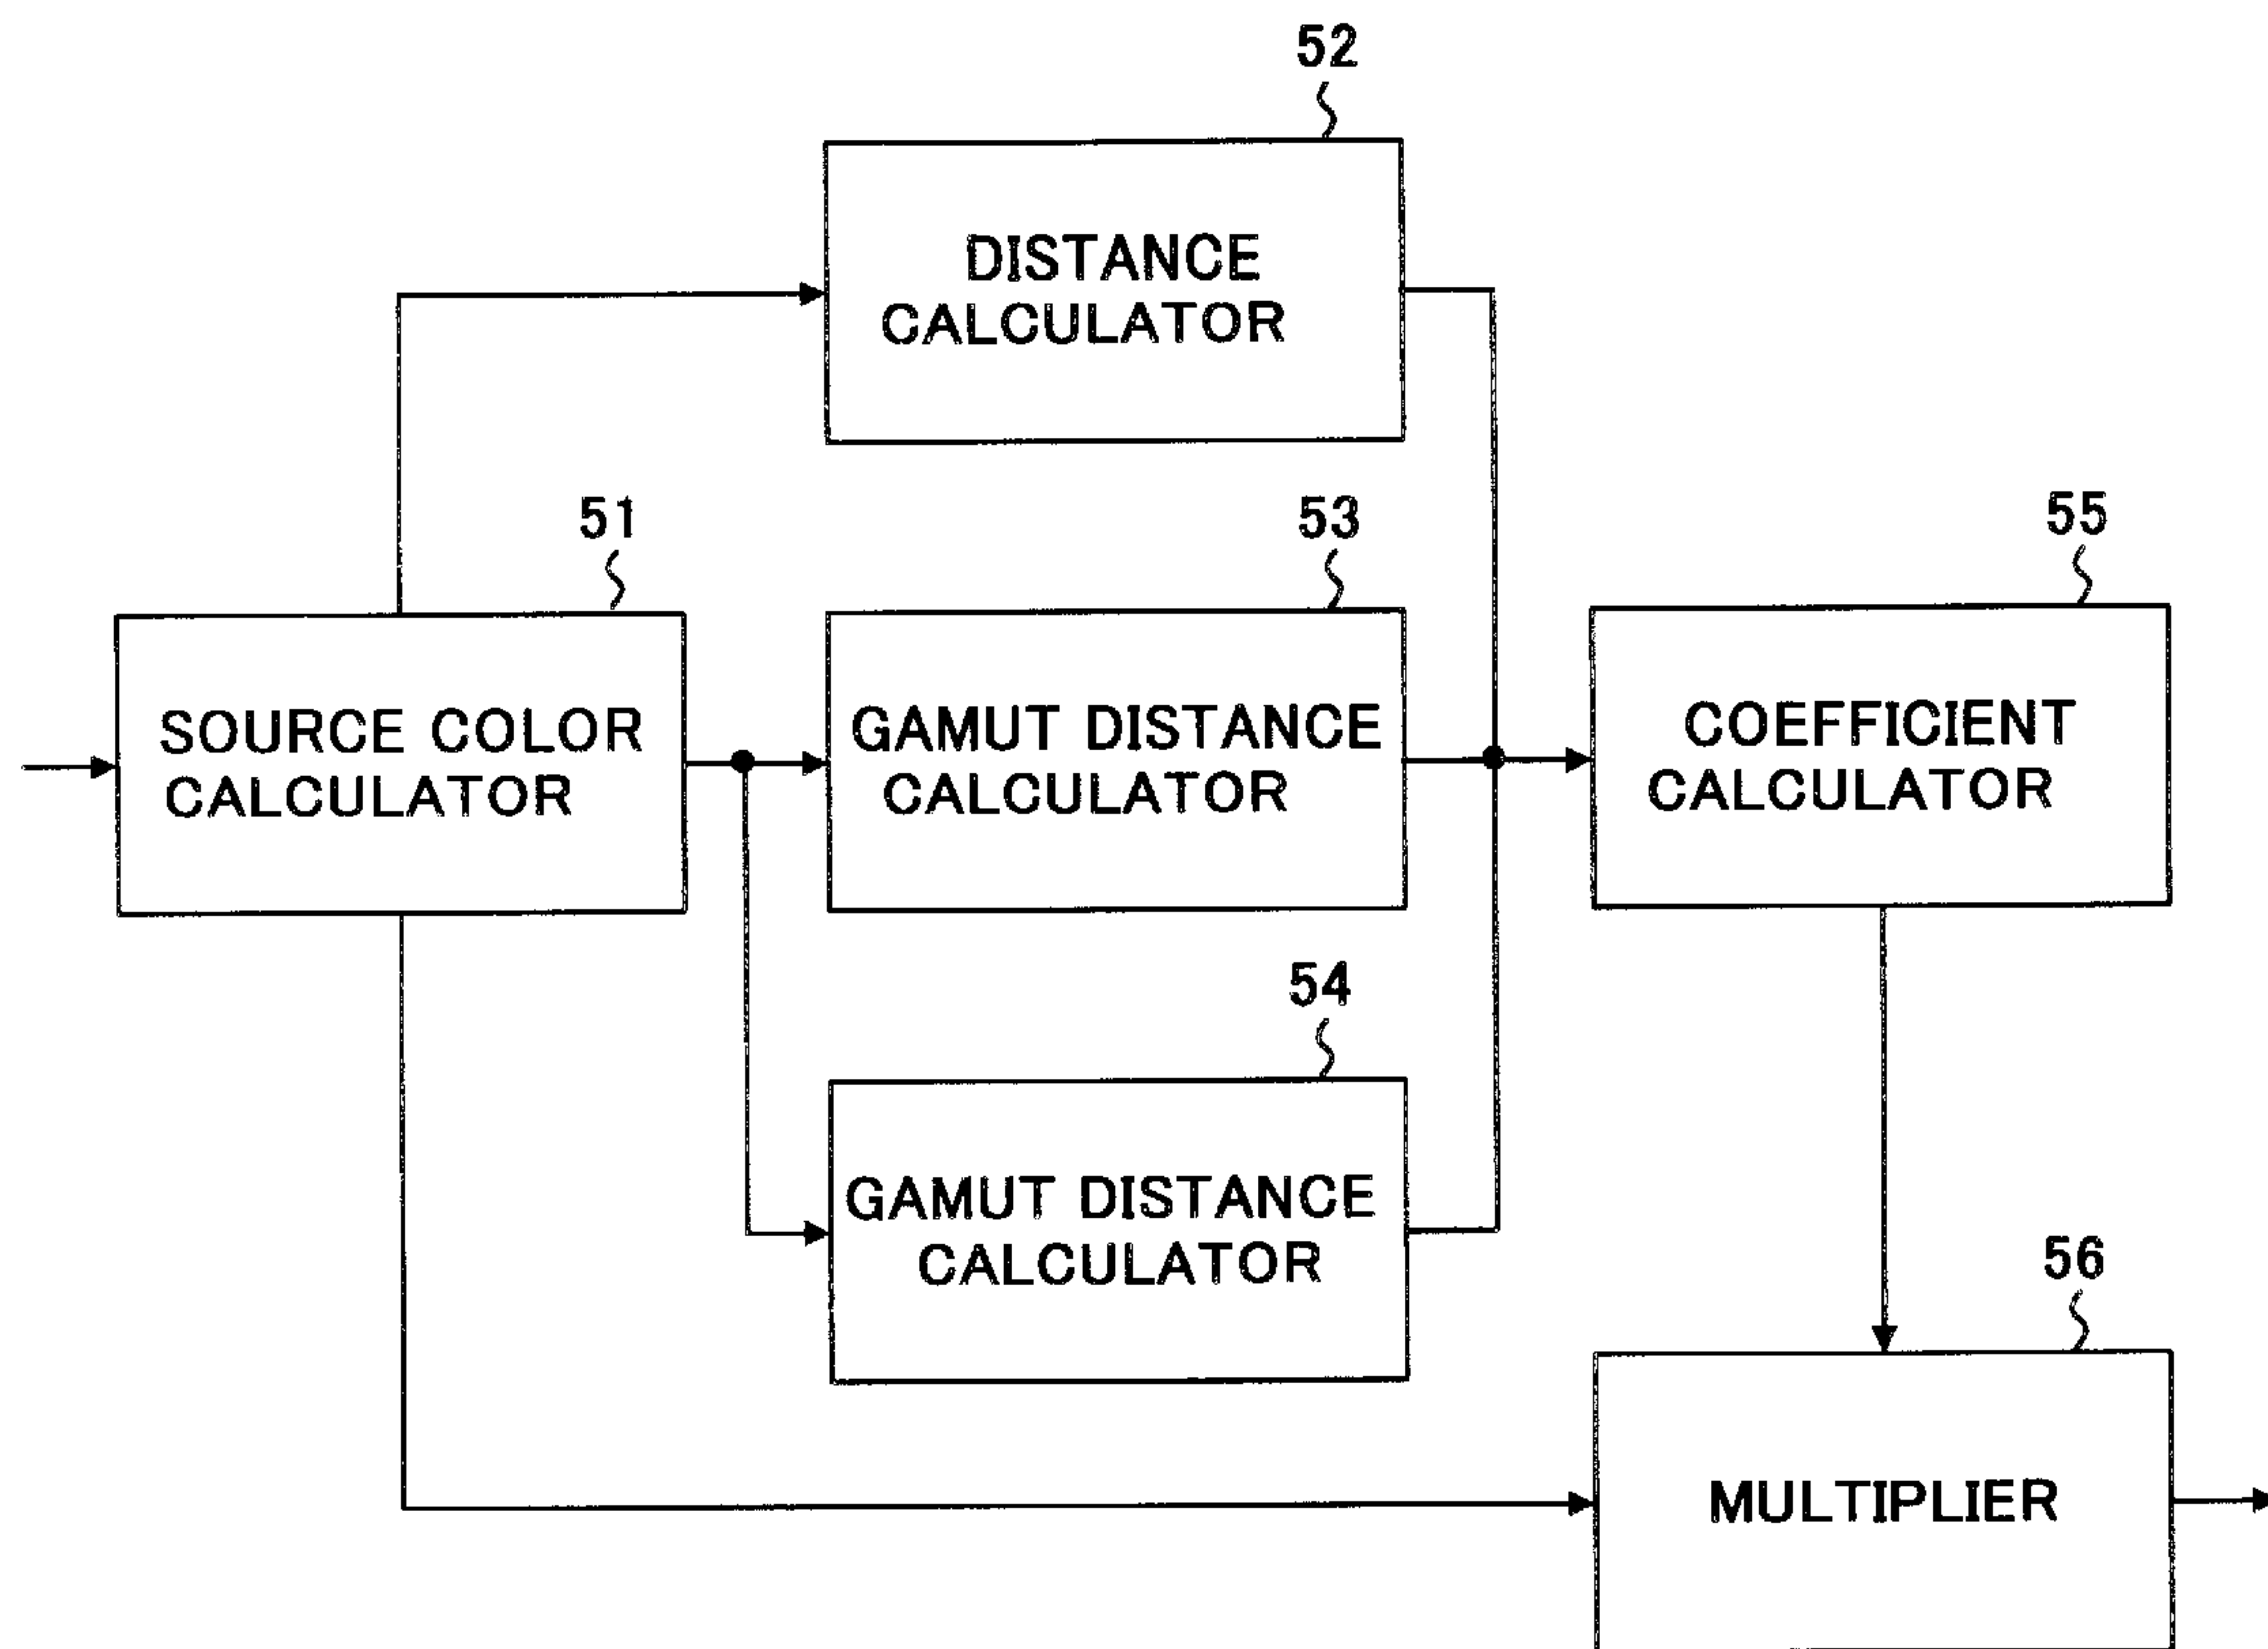 52
DISTANCE
CALCULATOR
51
53
55
SOURCE COLOR
CALCULATOR
GAMUT DISTANCE
CALCULATOR
COEFFICIENT
CALCULATOR
54
GAMUT DISTANCE
CALCULATOR
56
MULTIPLIER